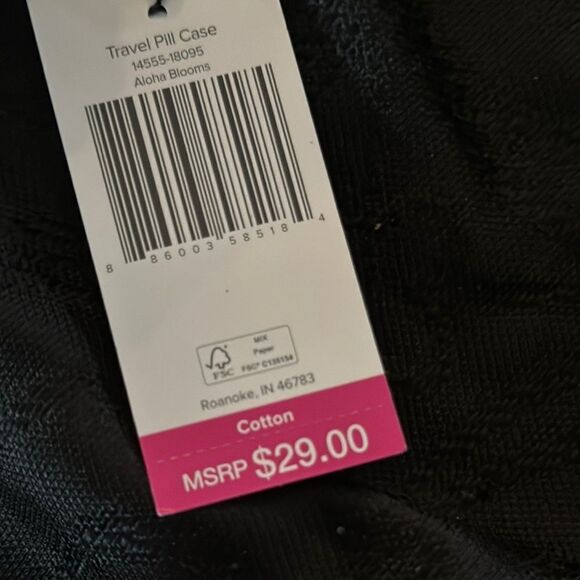 Travel Pill Case
14555-18095
Aloha Blooms
8 86003 58518 4
FSC
MIX
Paper
FSC® C135154
Roanoke, IN 46783
Cotton
MSRP $29.00